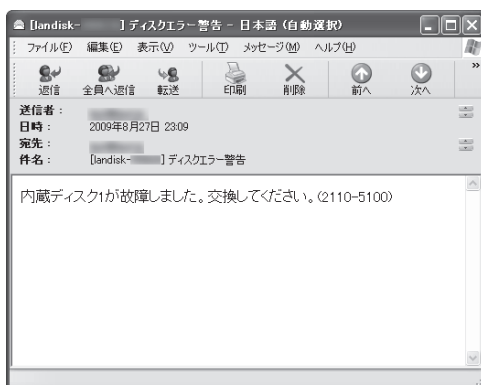 [landisk- ] ディスクエラー警告 - 日本語 (自動選択)
ファイル(F) 編集(E) 表示(V) ツール(T) メッセージ(M) ヘルプ(H)
返信 全員へ返信 転送 印刷 削除 前へ 次へ
送信者:
日時: 2009年8月27日 23:09
宛先:
件名: [landisk- ] ディスクエラー警告
内蔵ディスク1が故障しました。交換してください。(2110-5100)